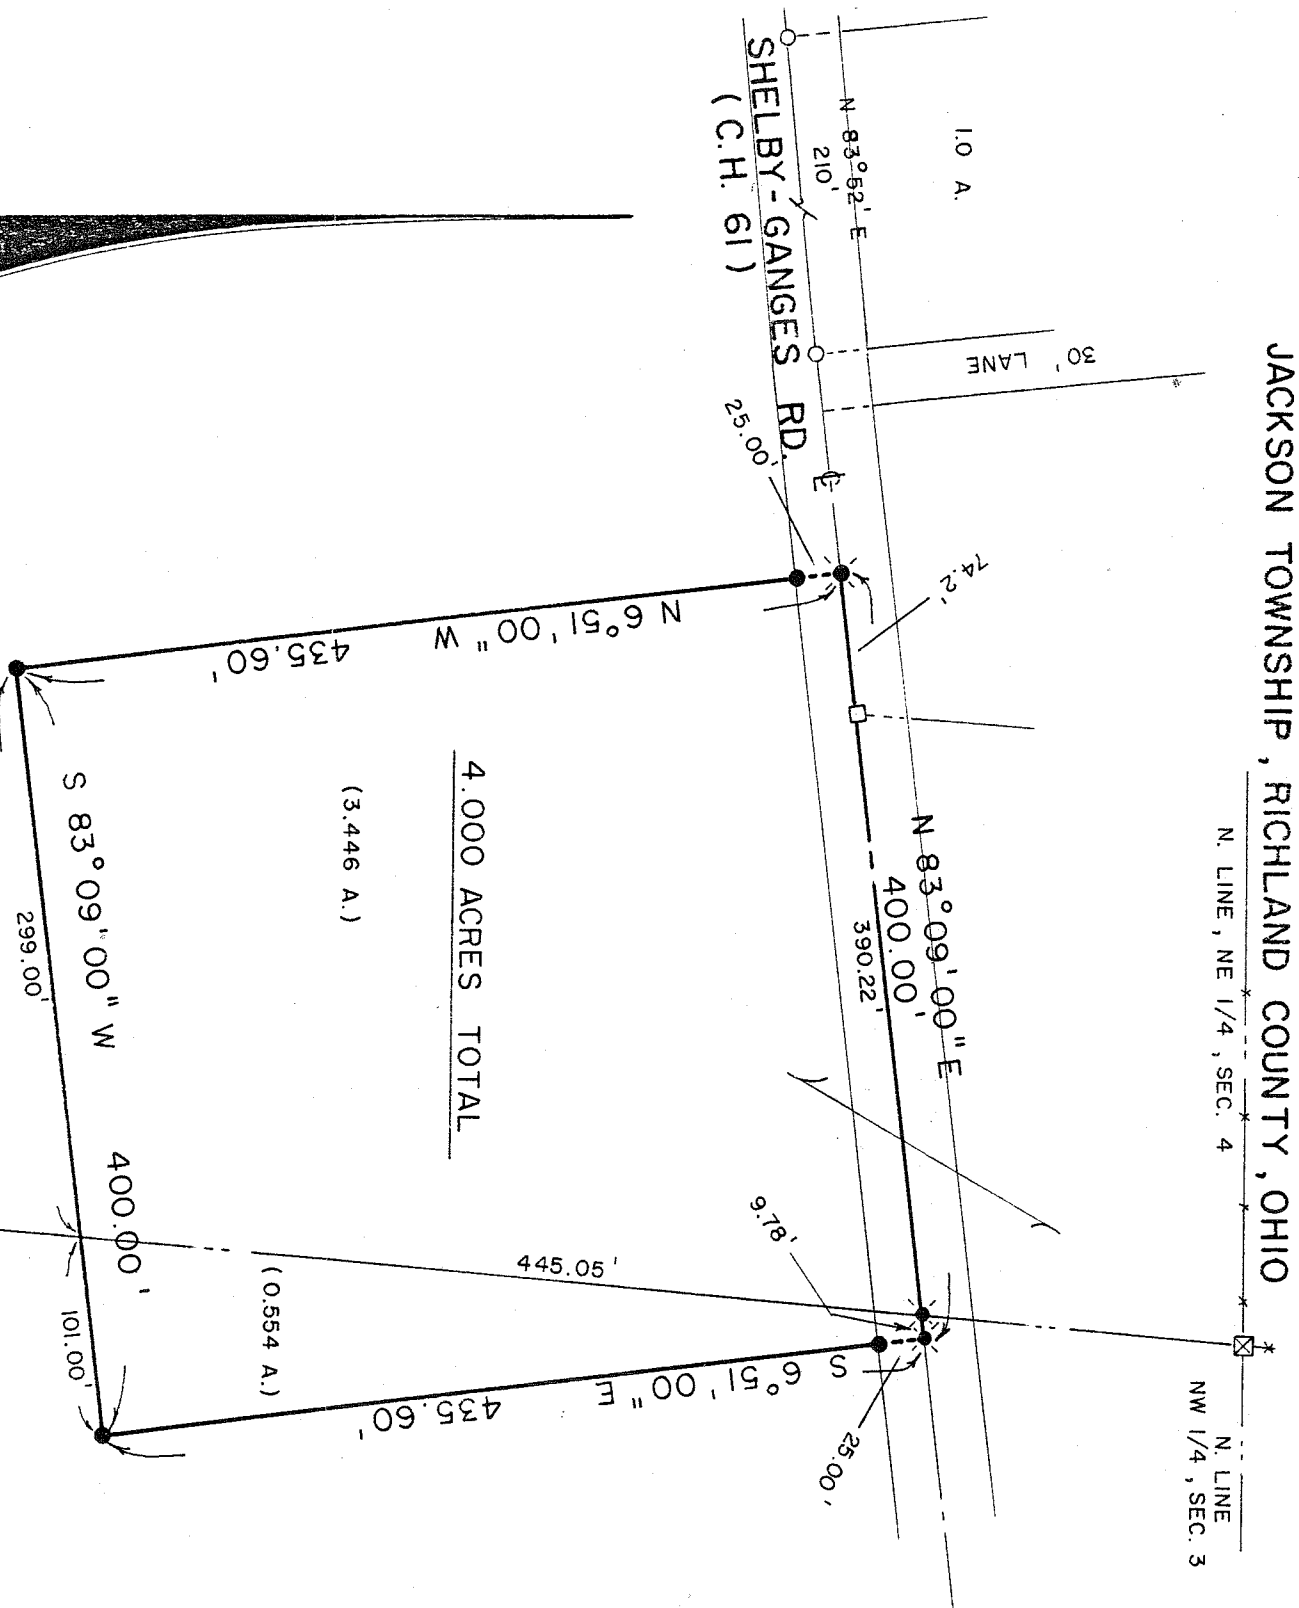 JACKSON TOWNSHIP, RICHLAND COUNTY, OHIO
N. LINE, NE 1/4, SEC. 4
N. LINE
NW 1/4, SEC. 3
1.0 A.
30' LANE
N 83°52' E
210'
SHELBY-GANGES RD. ℄
(C.H. 61)
25.00'
74.2'
N 83°09'00" E
400.00'
390.22'
9.78'
25.00'
N 6°51'00" W
435.60'
4.000 ACRES TOTAL
(3.446 A.)
445.05'
(0.554 A.)
S 6°51'00" E
435.60'
S 83°09'00" W
400.00'
299.00'
101.00'